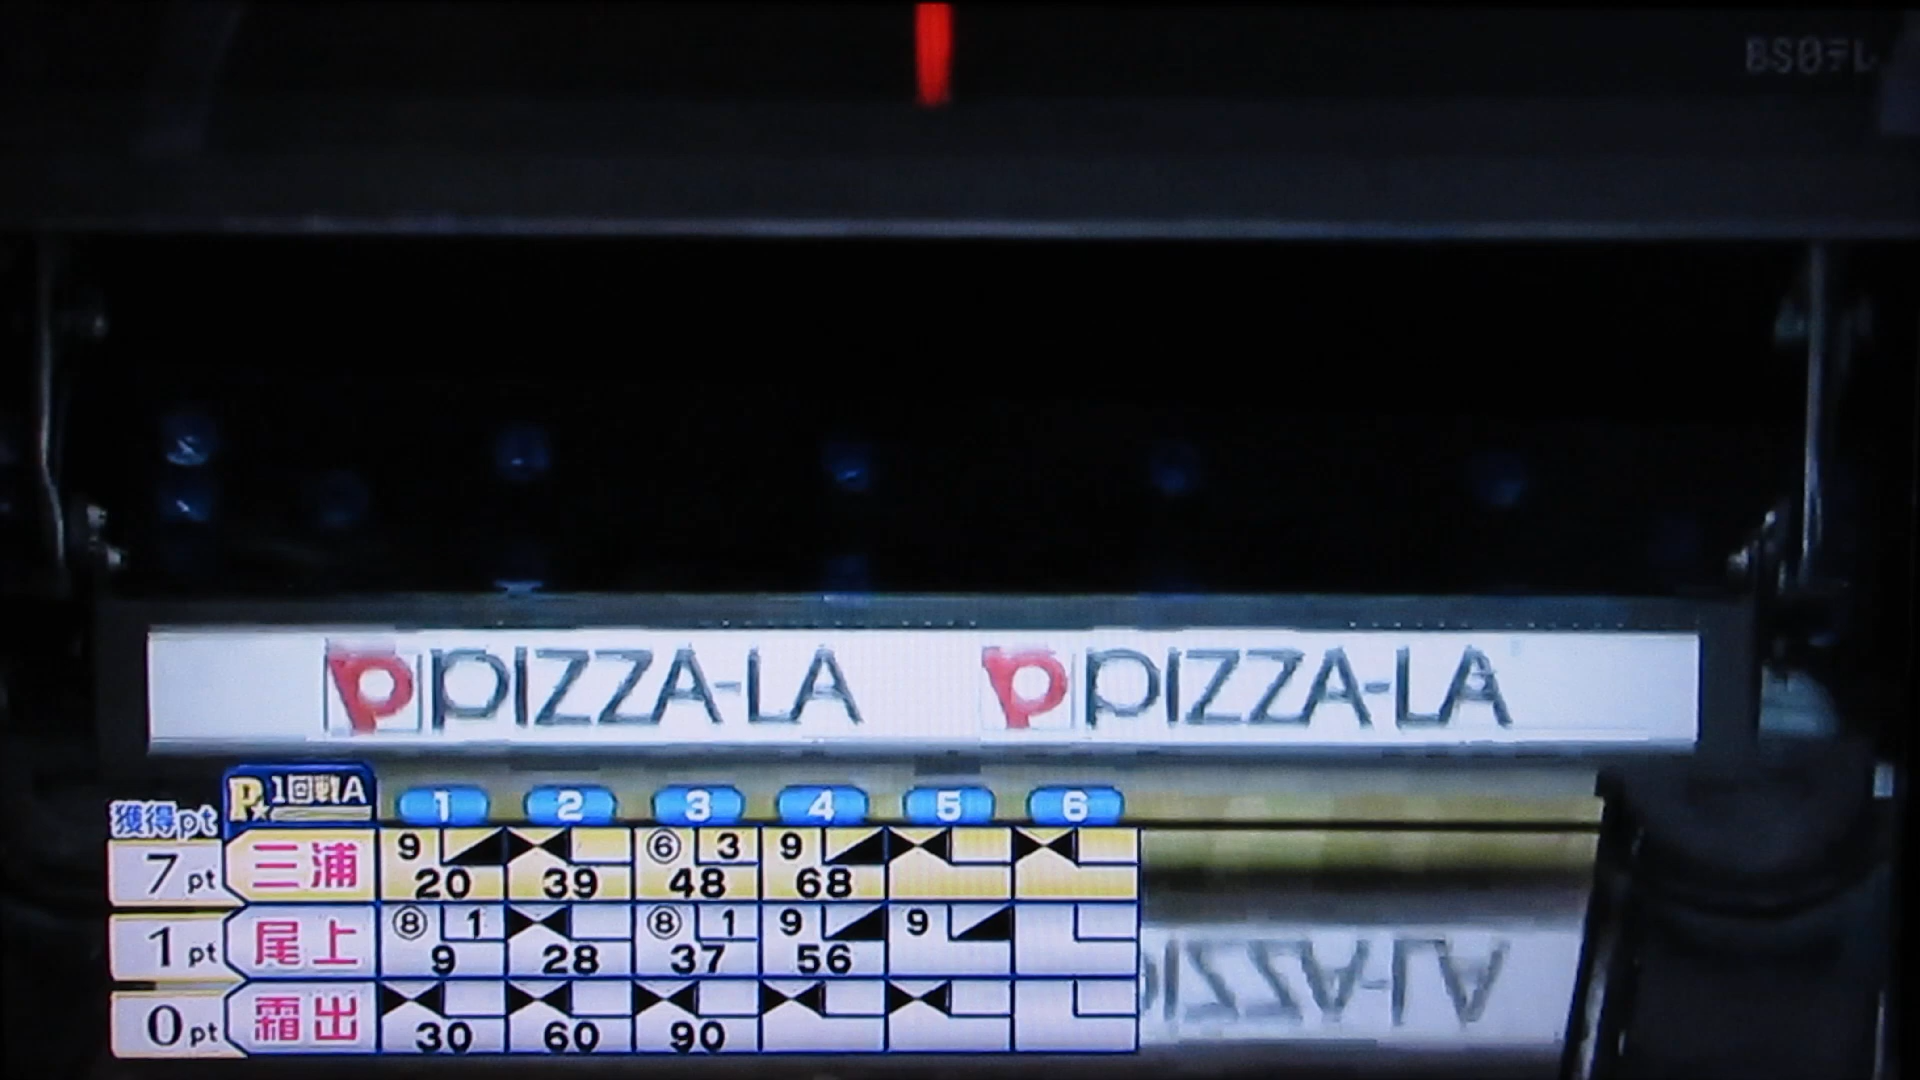 BS日テレ
P PIZZA-LA P PIZZA-LA
P★ 1回戦A
獲得pt 1 2 3 4 5 6
7pt 三浦 9 ⑥ 3 9
20 39 48 68
1pt 尾上 ⑧ 1 ⑧ 1 9 9
9 28 37 56
0pt 霜出
30 60 90
PIZZA-LA